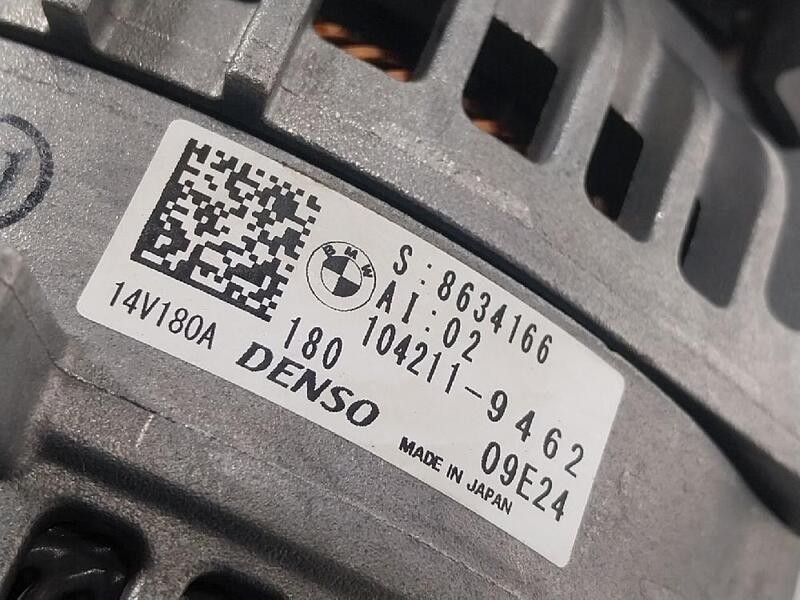 BMW
S:8634166
AI:02
104211-9462
14V180A
180
DENSO
09E24
MADE IN JAPAN